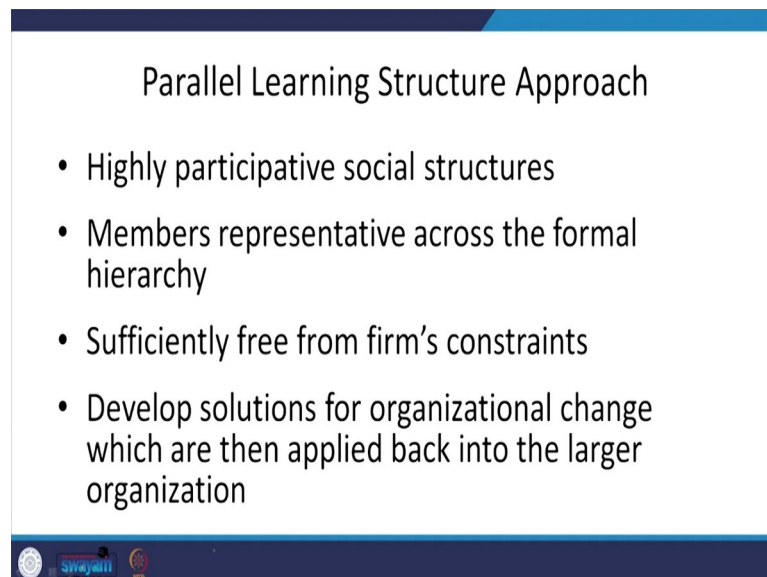 Parallel Learning Structure Approach
• Highly participative social structures
• Members representative across the formal
hierarchy
• Sufficiently free from firm's constraints
• Develop solutions for organizational change
which are then applied back into the larger
organization
swayam